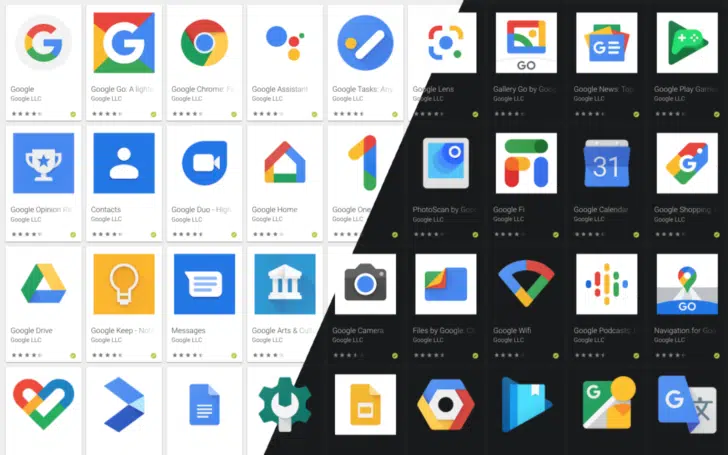 Google
Google LLC
Google Go: A light
Google LLC
Google Chrome: Fa
Google LLC
Google Assistant
Google LLC
Google Tasks: Any
Google LLC
Google Lens
Google LLC
GO
Gallery Go by Goog
Google LLC
GE
Google News: Top
Google LLC
Google Play Game
Google LLC
Google Opinion Re
Google LLC
Contacts
Google LLC
Google Duo - High
Google LLC
Google Home
Google LLC
1
Google One
Google LLC
PhotoScan by Goo
Google LLC
Fi
Google Fi
Google LLC
31
Google Calendar
Google LLC
G
Google Shopping
Google LLC
Google Drive
Google LLC
Google Keep - Not
Google LLC
Messages
Google LLC
Google Arts & Cul
Google LLC
Google Camera
Google LLC
Files by Google: C
Google LLC
Google Wifi
Google LLC
Google Podcasts
Google LLC
GO
Navigation for Goo
Google LLC
G
G 文